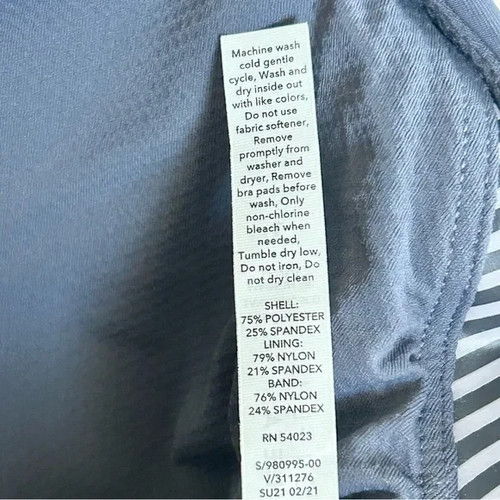 Machine wash
cold gentle
cycle, Wash and
dry inside out
with like colors,
Do not use
fabric softener,
Remove
promptly from
washer and
dryer, Remove
bra pads before
wash, Only
non-chlorine
bleach when
needed,
Tumble dry low,
Do not iron, Do
not dry clean
SHELL:
75% POLYESTER
25% SPANDEX
LINING:
79% NYLON
21% SPANDEX
BAND:
76% NYLON
24% SPANDEX
RN 54023
S/980995-00
V/311276
SU21 02/21